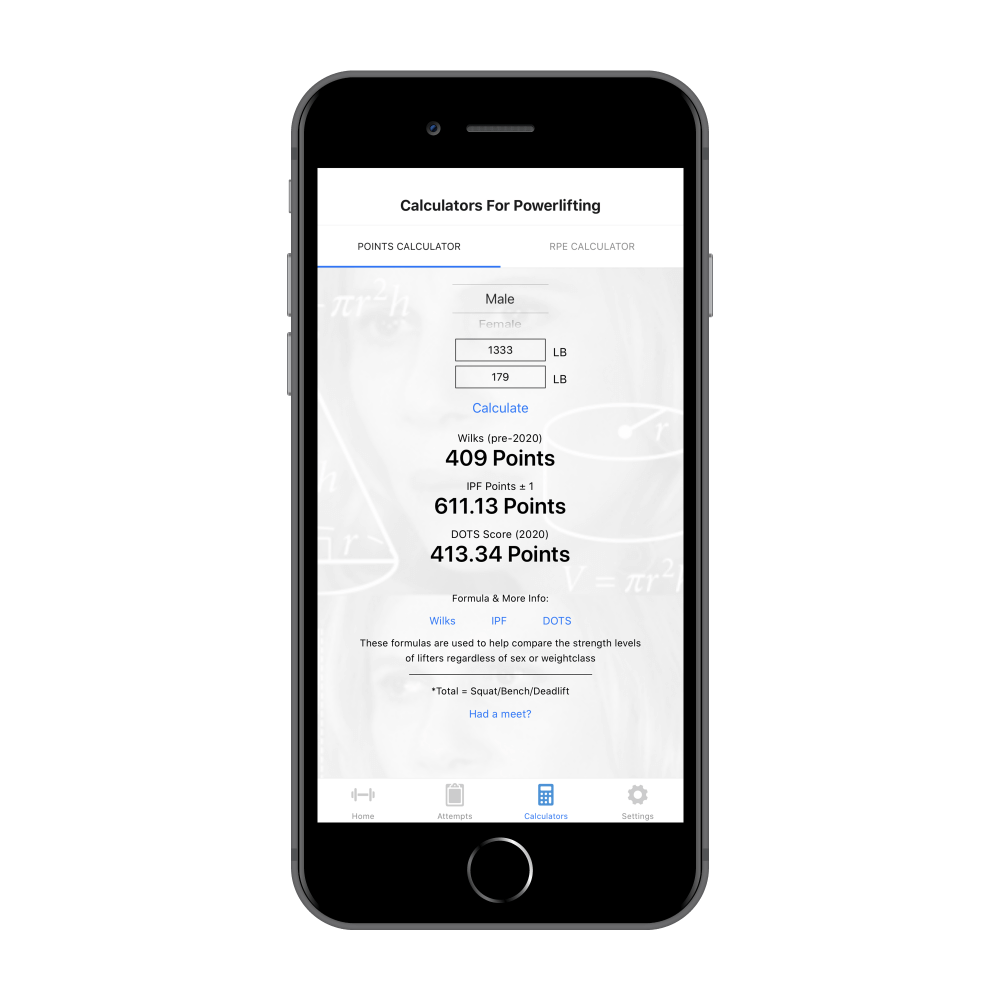 Calculators For Powerlifting
POINTS CALCULATOR RPE CALCULATOR
πr²h
Male
Female
1333 LB
179 LB
Calculate
r
Wilks (pre-2020)
409 Points
h
IPF Points ± 1
611.13 Points
DOTS Score (2020)
r
413.34 Points
V = πr²h
Formula & More Info:
Wilks IPF DOTS
These formulas are used to help compare the strength levels
of lifters regardless of sex or weightclass
*Total = Squat/Bench/Deadlift
Had a meet?
Home Attempts Calculators Settings